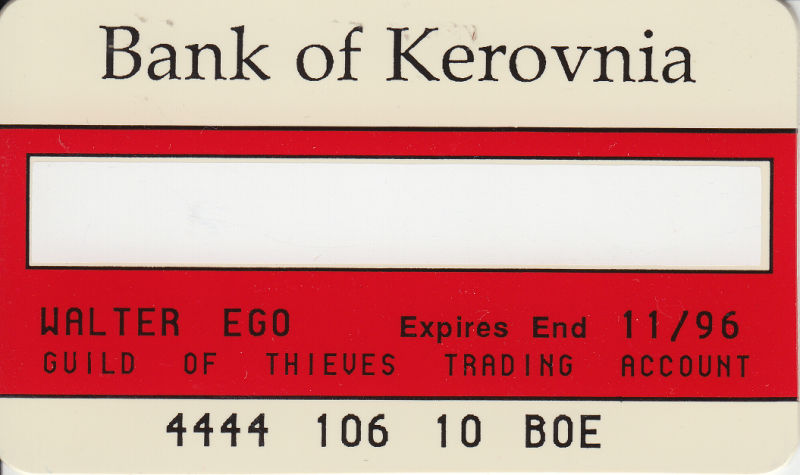 Bank of Kerovnia
WALTER EGO Expires End 11/96
GUILD OF THIEVES TRADING ACCOUNT
4444 106 10 BOE